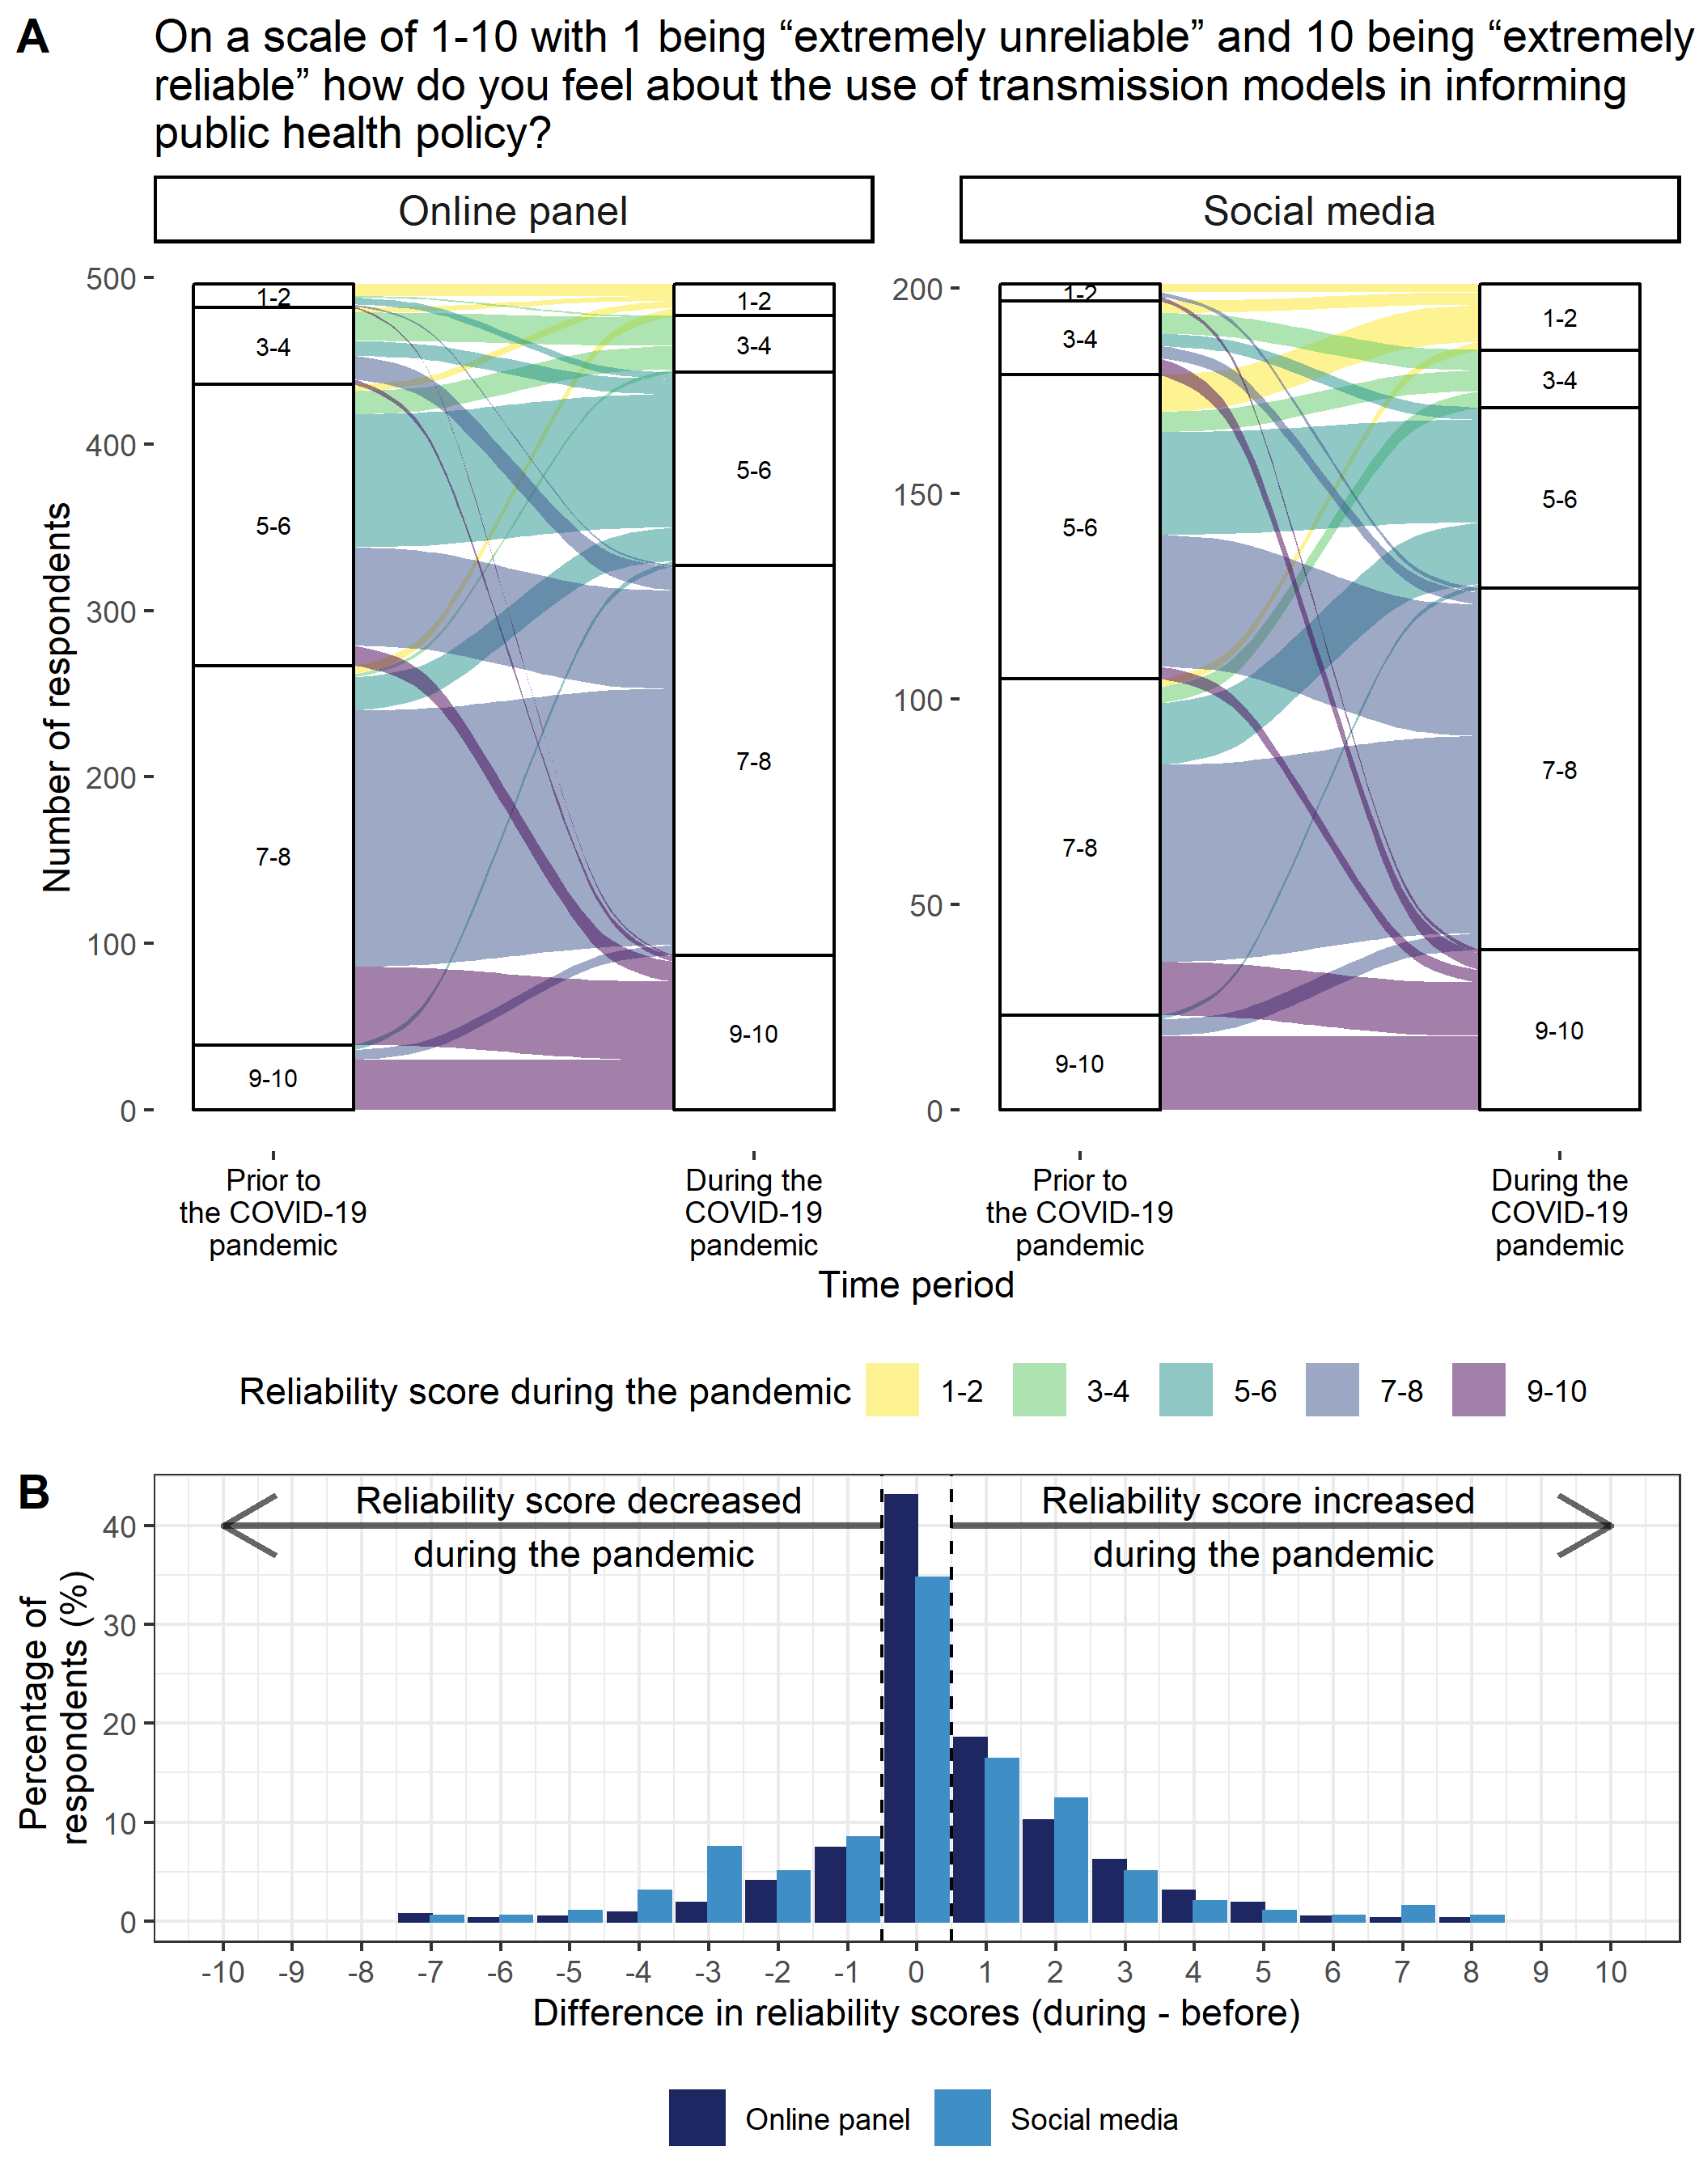 A
On a scale of 1-10 with 1 being “extremely unreliable” and 10 being “extremely
reliable” how do you feel about the use of transmission models in informing
public health policy?
Online panel
Social media
Number of respondents
500
400
300
200
100
0
1-2
3-4
5-6
7-8
9-10
1-2
3-4
5-6
7-8
9-10
200
150
100
50
0
1-2
3-4
5-6
7-8
9-10
1-2
3-4
5-6
7-8
9-10
Prior to
the COVID-19
pandemic
During the
COVID-19
pandemic
Prior to
the COVID-19
pandemic
During the
COVID-19
pandemic
Time period
Reliability score during the pandemic 1-2 3-4 5-6 7-8 9-10
B
Reliability score decreased
during the pandemic
Reliability score increased
during the pandemic
Percentage of
respondents (%)
40
30
20
10
0
-10 -9 -8 -7 -6 -5 -4 -3 -2 -1 0 1 2 3 4 5 6 7 8 9 10
Difference in reliability scores (during - before)
Online panel Social media